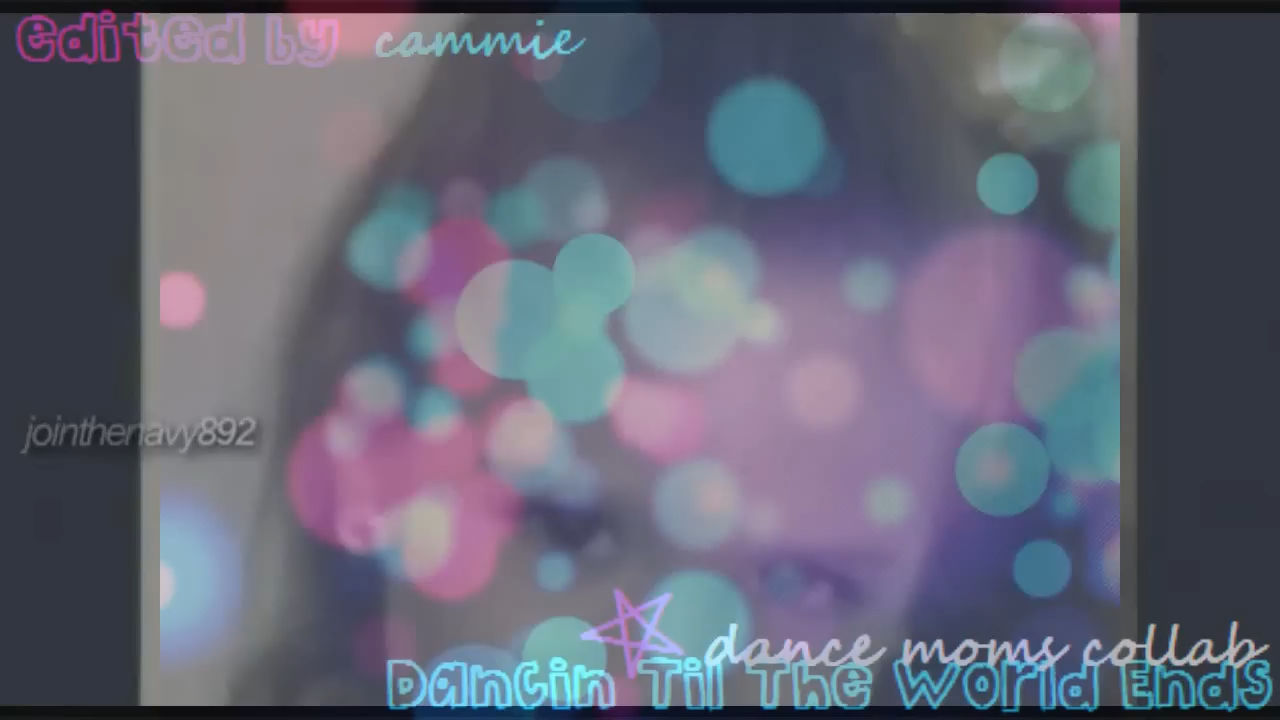 edited by cammie
jointhenavy892
dance moms collab
Dancin Til The World Ends